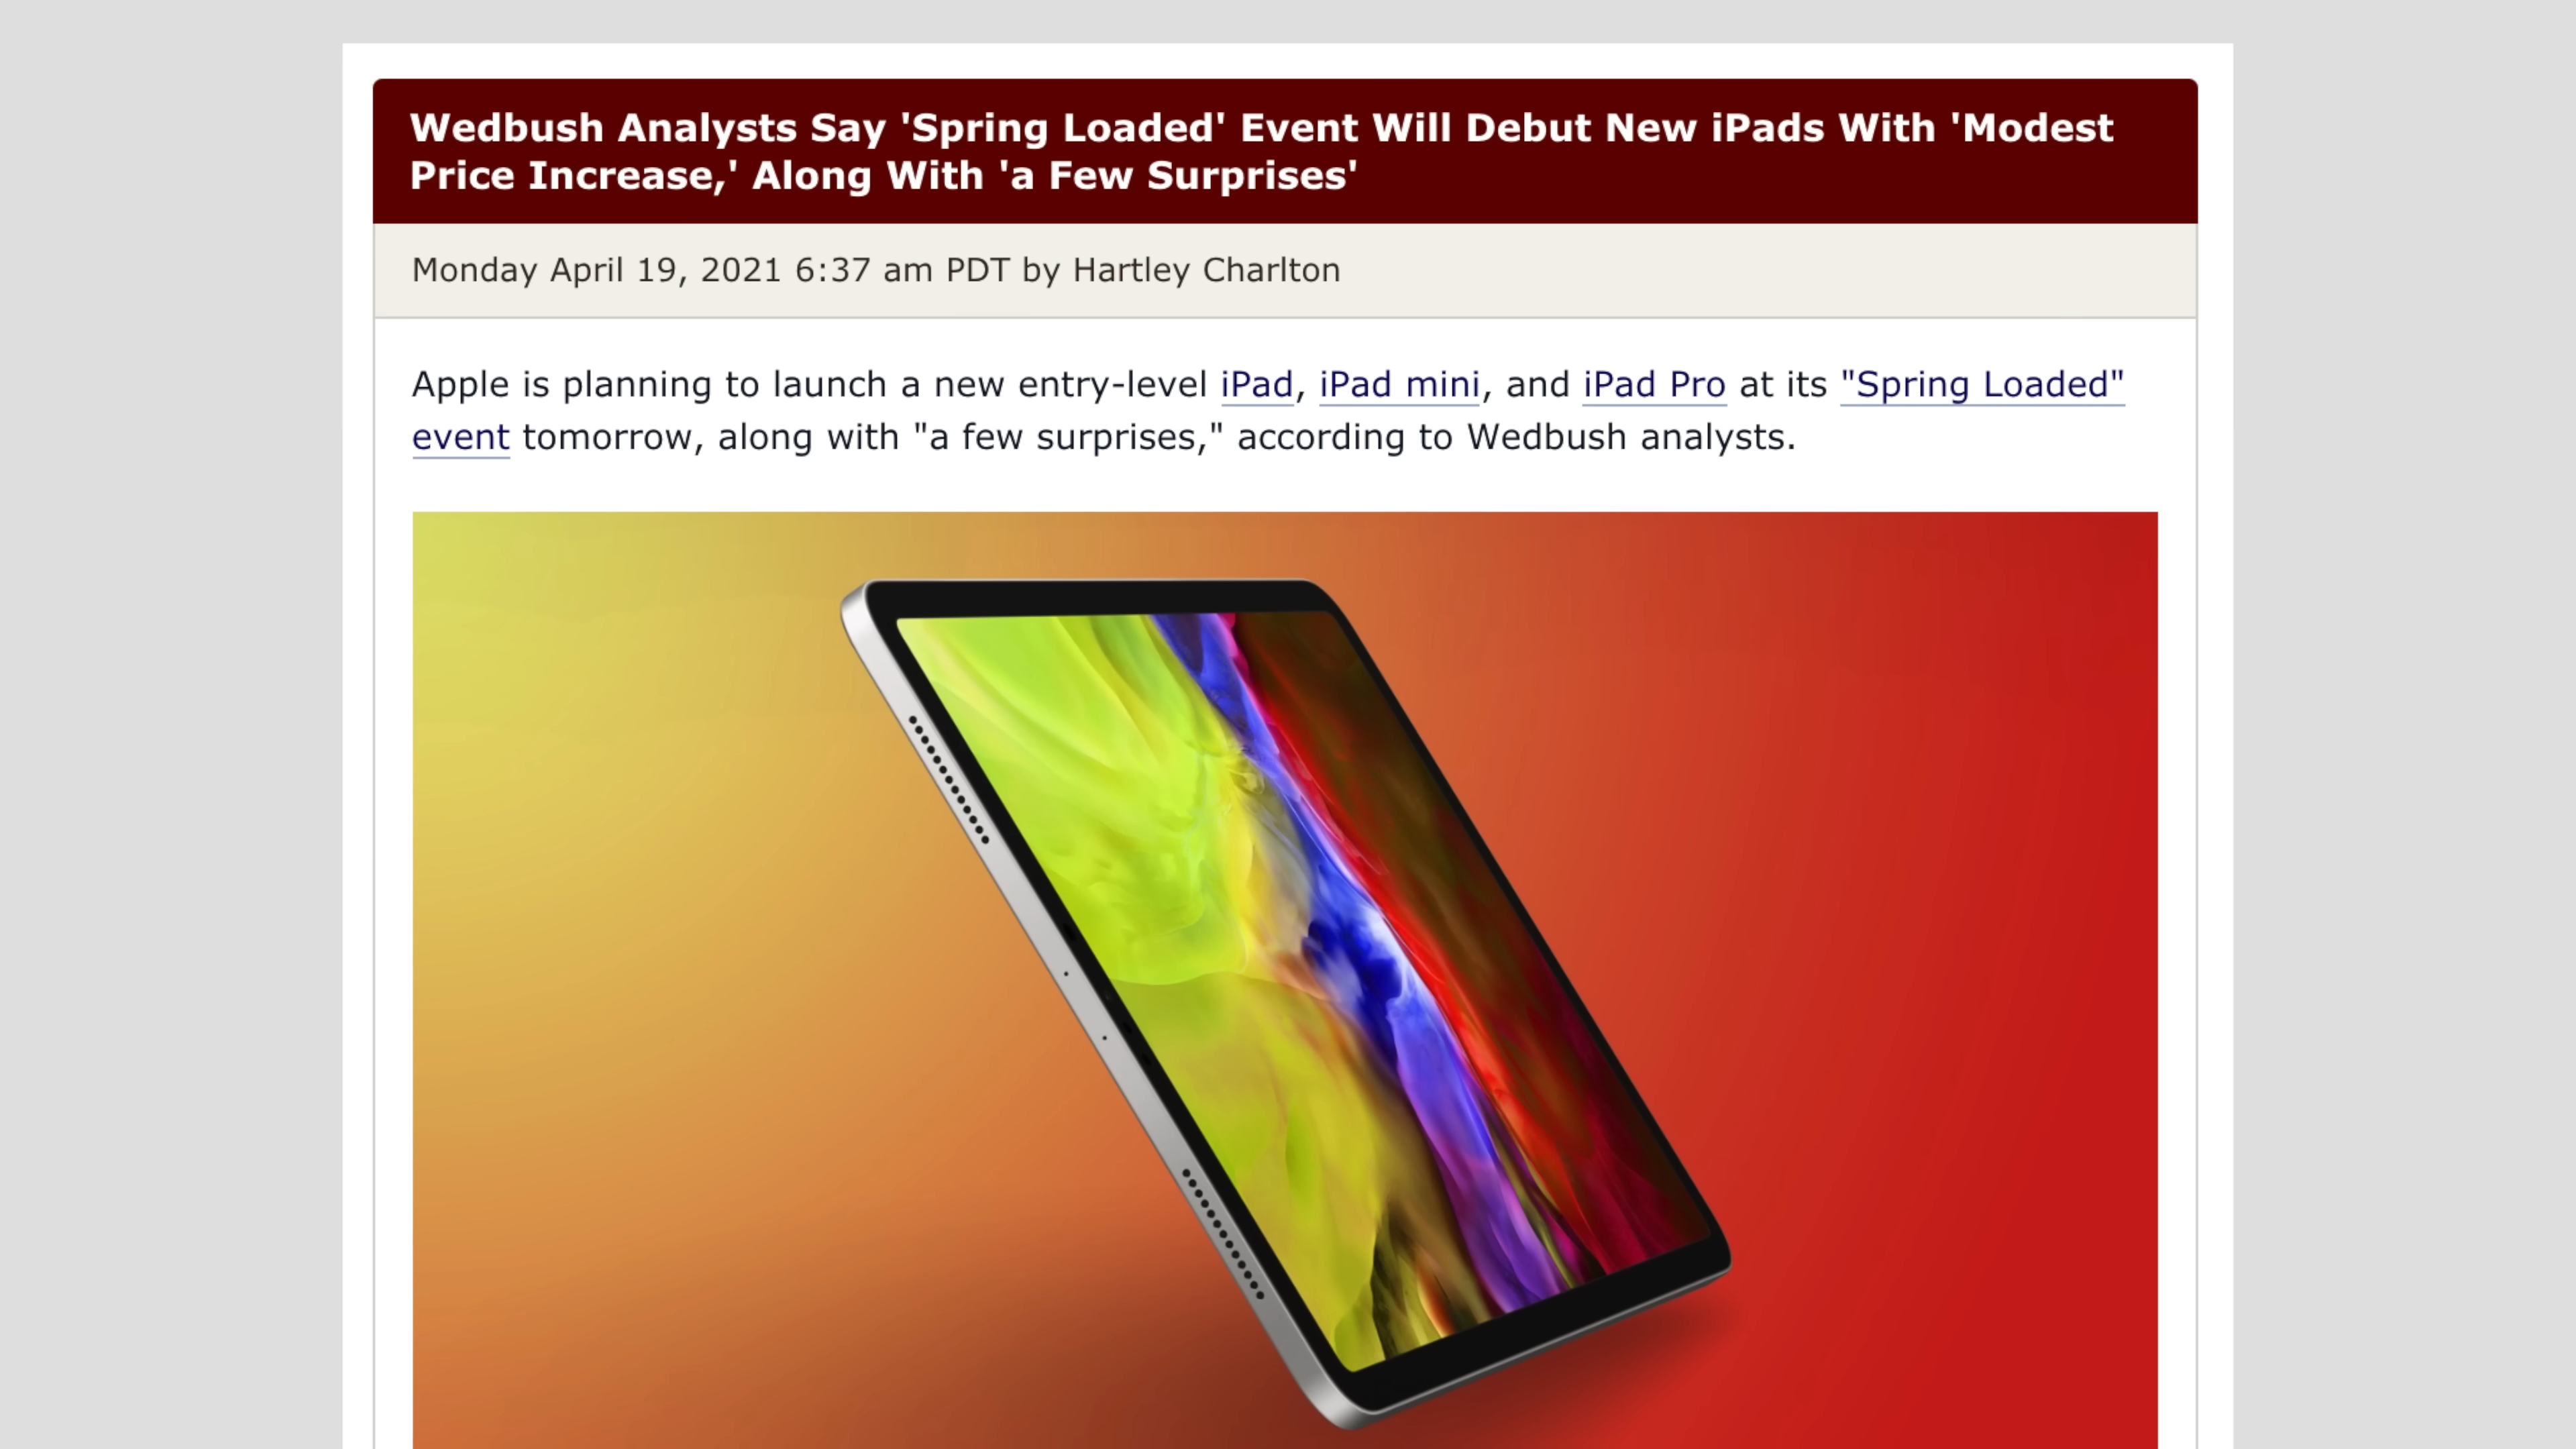 Wedbush Analysts Say 'Spring Loaded' Event Will Debut New iPads With 'Modest
Price Increase,' Along With 'a Few Surprises'
Monday April 19, 2021 6:37 am PDT by Hartley Charlton
Apple is planning to launch a new entry-level iPad, iPad mini, and iPad Pro at its "Spring Loaded"
event tomorrow, along with "a few surprises," according to Wedbush analysts.